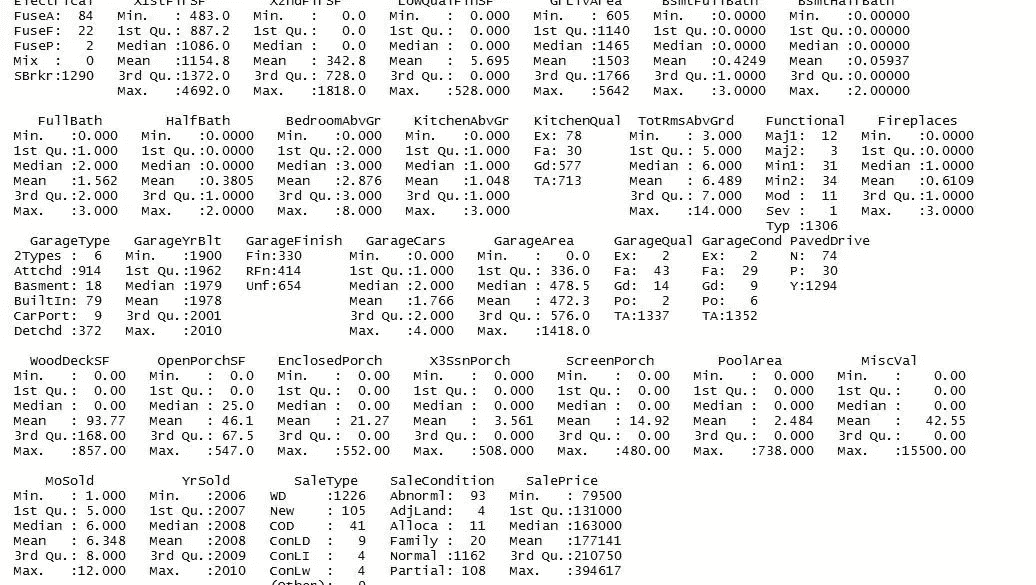 Electrical X1stFlrSF X2ndFlrSF LowQualFinSF GrLivArea BsmtFullBath BsmtHalfBath
FuseA: 84 Min. : 483.0 Min. : 0.0 Min. : 0.000 Min. : 605 Min. :0.0000 Min. :0.00000
FuseF: 22 1st Qu.: 887.2 1st Qu.: 0.0 1st Qu.: 0.000 1st Qu.:1140 1st Qu.:0.0000 1st Qu.:0.00000
FuseP: 2 Median :1086.0 Median : 0.0 Median : 0.000 Median :1465 Median :0.0000 Median :0.00000
Mix : 0 Mean :1154.8 Mean : 342.8 Mean : 5.695 Mean :1503 Mean :0.4249 Mean :0.05937
SBrkr:1290 3rd Qu.:1372.0 3rd Qu.: 728.0 3rd Qu.: 0.000 3rd Qu.:1766 3rd Qu.:1.0000 3rd Qu.:0.00000
Max. :4692.0 Max. :1818.0 Max. :528.000 Max. :5642 Max. :3.0000 Max. :2.00000
FullBath HalfBath BedroomAbvGr KitchenAbvGr KitchenQual TotRmsAbvGrd Functional Fireplaces
Min. :0.000 Min. :0.0000 Min. :0.000 Min. :0.000 Ex: 78 Min. : 3.000 Maj1: 12 Min. :0.0000
1st Qu.:1.000 1st Qu.:0.0000 1st Qu.:2.000 1st Qu.:1.000 Fa: 30 1st Qu.: 5.000 Maj2: 3 1st Qu.:0.0000
Median :2.000 Median :0.0000 Median :3.000 Median :1.000 Gd:577 Median : 6.000 Min1: 31 Median :1.0000
Mean :1.562 Mean :0.3805 Mean :2.876 Mean :1.048 TA:713 Mean : 6.489 Min2: 34 Mean :0.6109
3rd Qu.:2.000 3rd Qu.:1.0000 3rd Qu.:3.000 3rd Qu.:1.000 3rd Qu.: 7.000 Mod : 11 3rd Qu.:1.0000
Max. :3.000 Max. :2.0000 Max. :8.000 Max. :3.000 Max. :14.000 Sev : 1 Max. :3.0000
Typ :1306
GarageType GarageYrBlt GarageFinish GarageCars GarageArea GarageQual GarageCond PavedDrive
2Types : 6 Min. :1900 Fin:330 Min. :0.000 Min. : 0.0 Ex: 2 Ex: 2 N: 74
Attchd :914 1st Qu.:1962 RFn:414 1st Qu.:1.000 1st Qu.: 336.0 Fa: 43 Fa: 29 P: 30
Basment: 18 Median :1979 Unf:654 Median :2.000 Median : 478.5 Gd: 14 Gd: 9 Y:1294
BuiltIn: 79 Mean :1978 Mean :1.766 Mean : 472.3 Po: 2 Po: 6
CarPort: 9 3rd Qu.:2001 3rd Qu.:2.000 3rd Qu.: 576.0 TA:1337 TA:1352
Detchd :372 Max. :2010 Max. :4.000 Max. :1418.0
WoodDeckSF OpenPorchSF EnclosedPorch X3SsnPorch ScreenPorch PoolArea MiscVal
Min. : 0.00 Min. : 0.0 Min. : 0.00 Min. : 0.000 Min. : 0.00 Min. : 0.000 Min. : 0.00
1st Qu.: 0.00 1st Qu.: 0.0 1st Qu.: 0.00 1st Qu.: 0.000 1st Qu.: 0.00 1st Qu.: 0.000 1st Qu.: 0.00
Median : 0.00 Median : 25.0 Median : 0.00 Median : 0.000 Median : 0.00 Median : 0.000 Median : 0.00
Mean : 93.77 Mean : 46.1 Mean : 21.27 Mean : 3.561 Mean : 14.92 Mean : 2.484 Mean : 42.55
3rd Qu.:168.00 3rd Qu.: 67.5 3rd Qu.: 0.00 3rd Qu.: 0.000 3rd Qu.: 0.00 3rd Qu.: 0.000 3rd Qu.: 0.00
Max. :857.00 Max. :547.0 Max. :552.00 Max. :508.000 Max. :480.00 Max. :738.000 Max. :15500.00
MoSold YrSold SaleType SaleCondition SalePrice
Min. : 1.000 Min. :2006 WD :1226 Abnorml: 93 Min. : 79500
1st Qu.: 5.000 1st Qu.:2007 New : 105 AdjLand: 4 1st Qu.:131000
Median : 6.000 Median :2008 COD : 41 Alloca : 11 Median :163000
Mean : 6.348 Mean :2008 ConLD : 9 Family : 20 Mean :177141
3rd Qu.: 8.000 3rd Qu.:2009 ConLI : 4 Normal :1162 3rd Qu.:210750
Max. :12.000 Max. :2010 ConLw : 4 Partial: 108 Max. :394617
(Other): 9